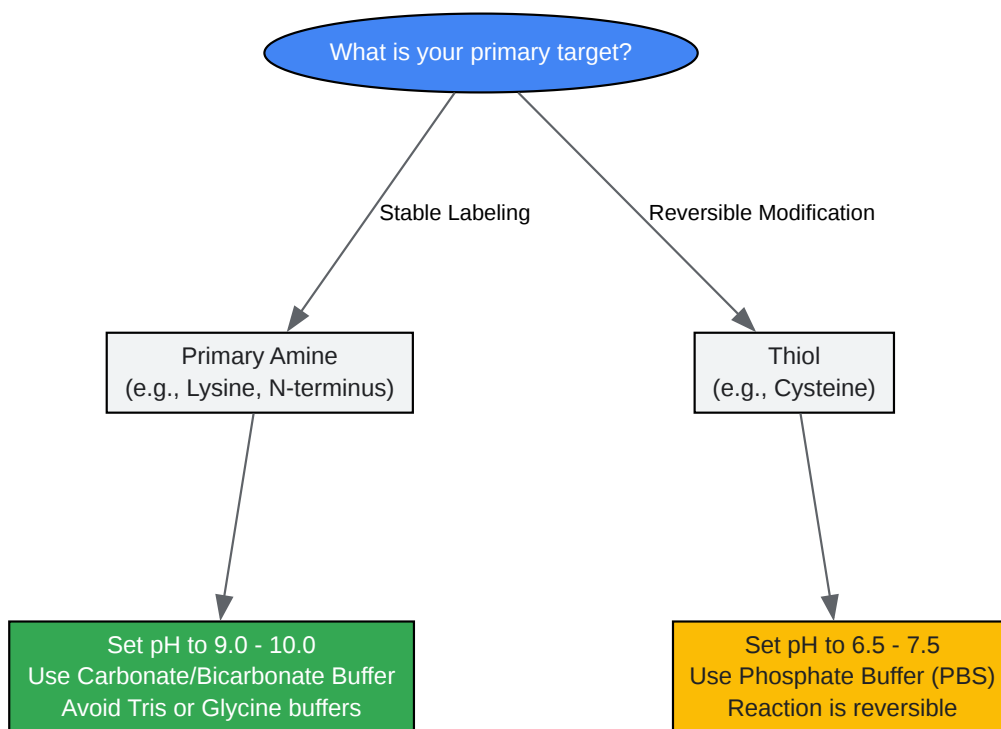 What is your primary target?
Stable Labeling
Reversible Modification
Primary Amine
(e.g., Lysine, N-terminus)
Thiol
(e.g., Cysteine)
Set pH to 9.0 - 10.0
Use Carbonate/Bicarbonate Buffer
Avoid Tris or Glycine buffers
Set pH to 6.5 - 7.5
Use Phosphate Buffer (PBS)
Reaction is reversible